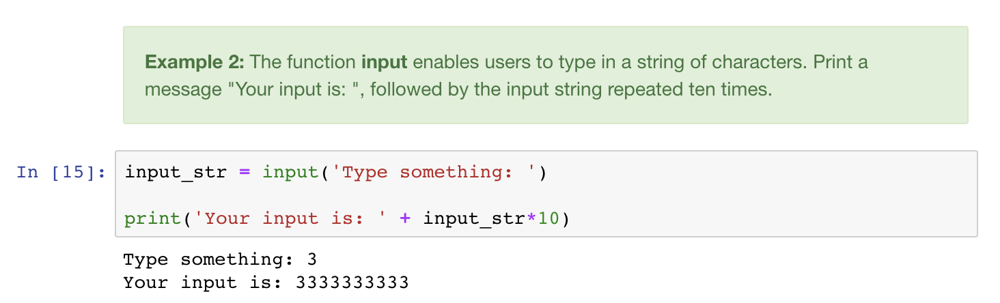 Example 2: The function input enables users to type in a string of characters. Print a
message "Your input is: ", followed by the input string repeated ten times.
In [15]: input_str = input('Type something: ')
print('Your input is: ' + input_str*10)
Type something: 3
Your input is: 3333333333